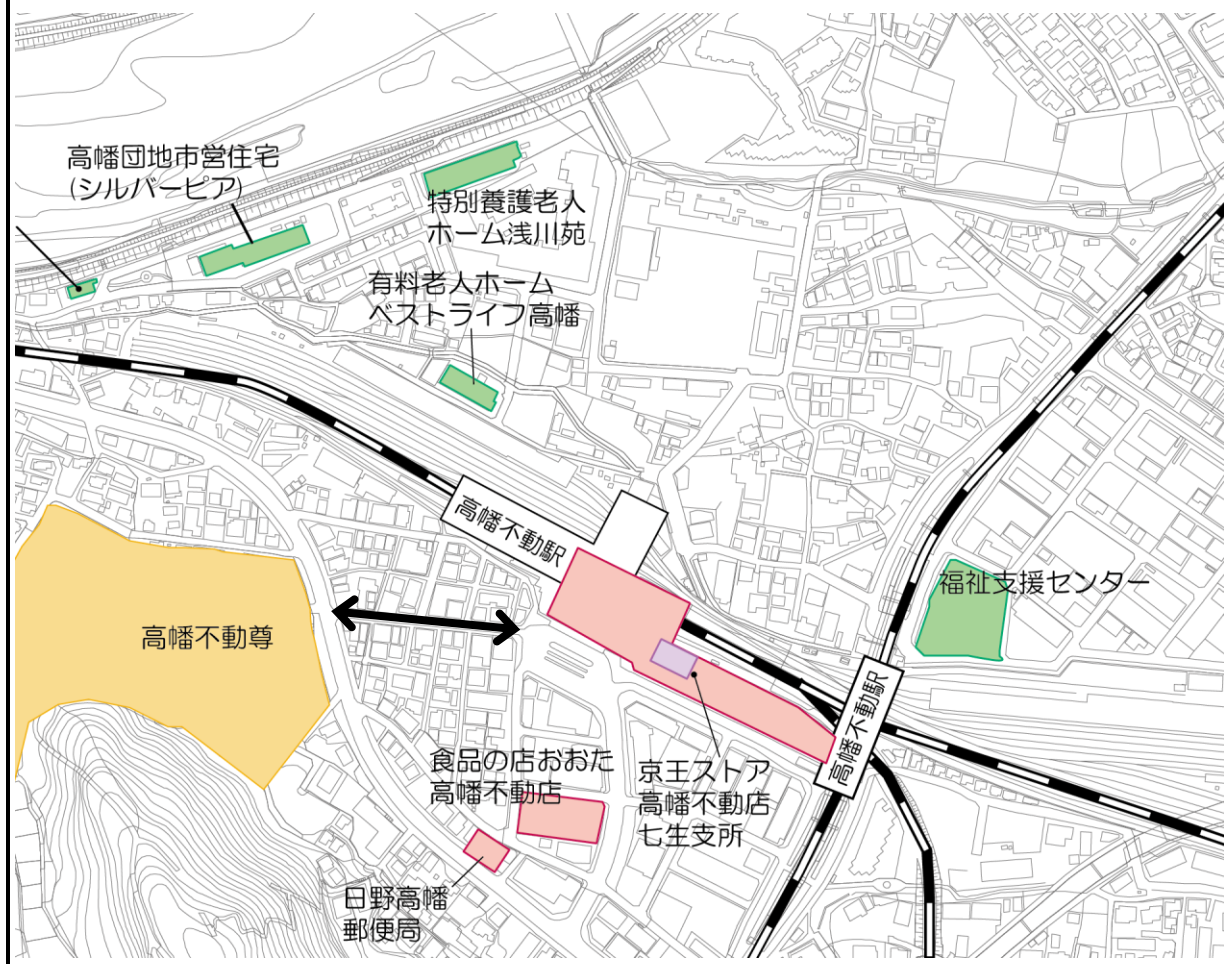 高幡団地市営住宅
(シルバーピア)
特別養護老人
ホーム浅川苑
有料老人ホーム
ベストライフ高幡
高幡不動駅
福祉支援センター
高幡不動尊
高幡不動駅
食品の店おおた
高幡不動店
京王ストア
高幡不動店
七生支所
日野高幡
郵便局